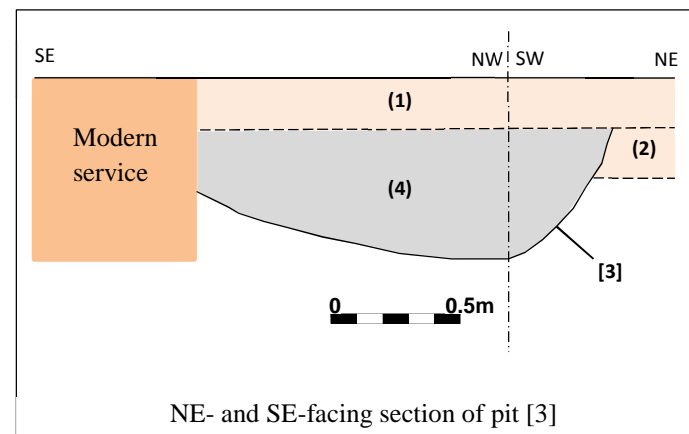 SE
NW
SW
NE
(1)
Modern
service
(2)
(4)
[3]
0
0.5m
NE- and SE-facing section of pit [3]